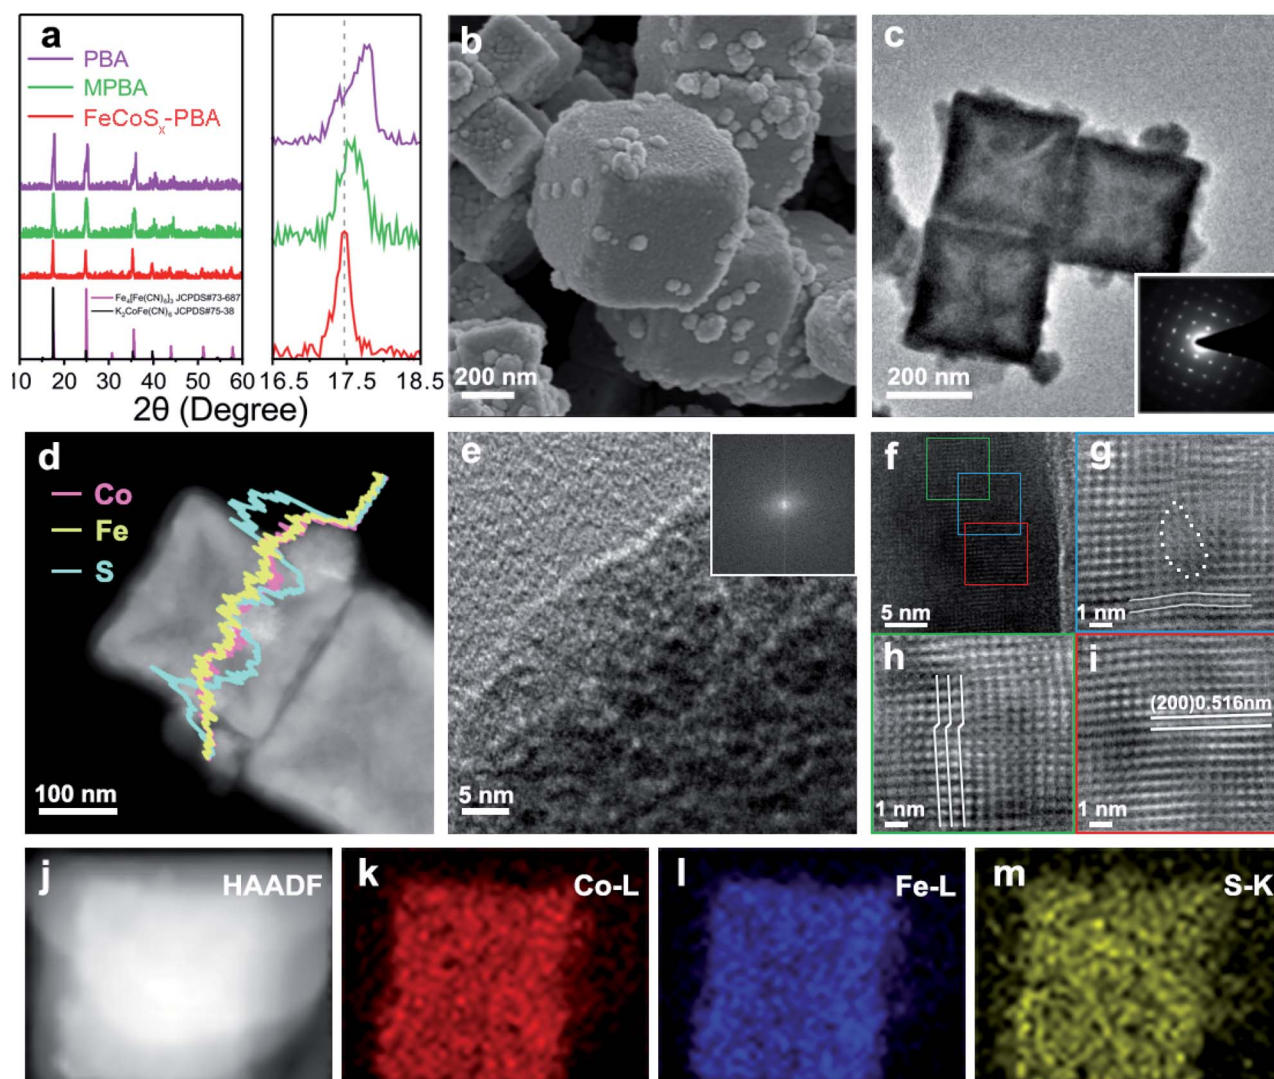 a
PBA
MPBA
FeCoSₓ-PBA
Fe₄[Fe(CN)₆]₃ JCPDS#73-687
K₂CoFe(CN)₆ JCPDS#75-38
10 20 30 40 50 60
16.5 17.5 18.5
2θ (Degree)
b
200 nm
c
200 nm
d
Co
Fe
S
100 nm
e
5 nm
f
5 nm
g
1 nm
h
1 nm
i
(200)0.516nm
1 nm
j
HAADF
k
Co-L
l
Fe-L
m
S-K